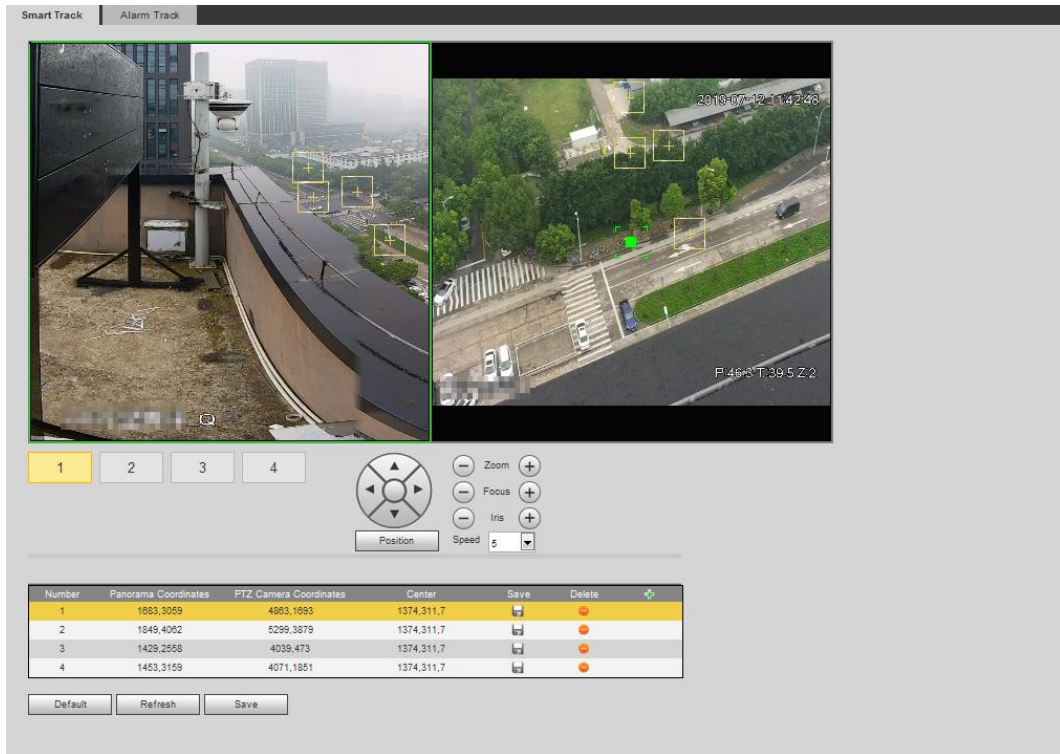 Smart Track Alarm Track
2019-07-12 11:42:48
P:46.3 T:39.5 Z:2
1 2 3 4
Zoom
Focus
Iris
Position Speed 5
Number Panorama Coordinates PTZ Camera Coordinates Center Save Delete
1 1683,3059 4863,1693 1374,311,7
2 1849,4062 5299,3879 1374,311,7
3 1429,2558 4039,473 1374,311,7
4 1453,3159 4071,1851 1374,311,7
Default Refresh Save